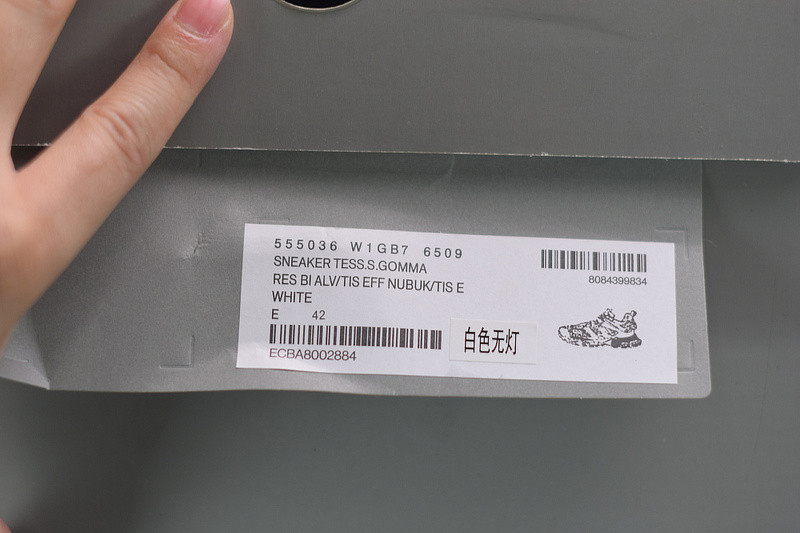 555036 W1GB7 6509
SNEAKER TESS.S.GOMMA
RES BI ALV/TIS EFF NUBUK/TIS E
WHITE
E 42
ECBA8002884
白色无灯
8084399834